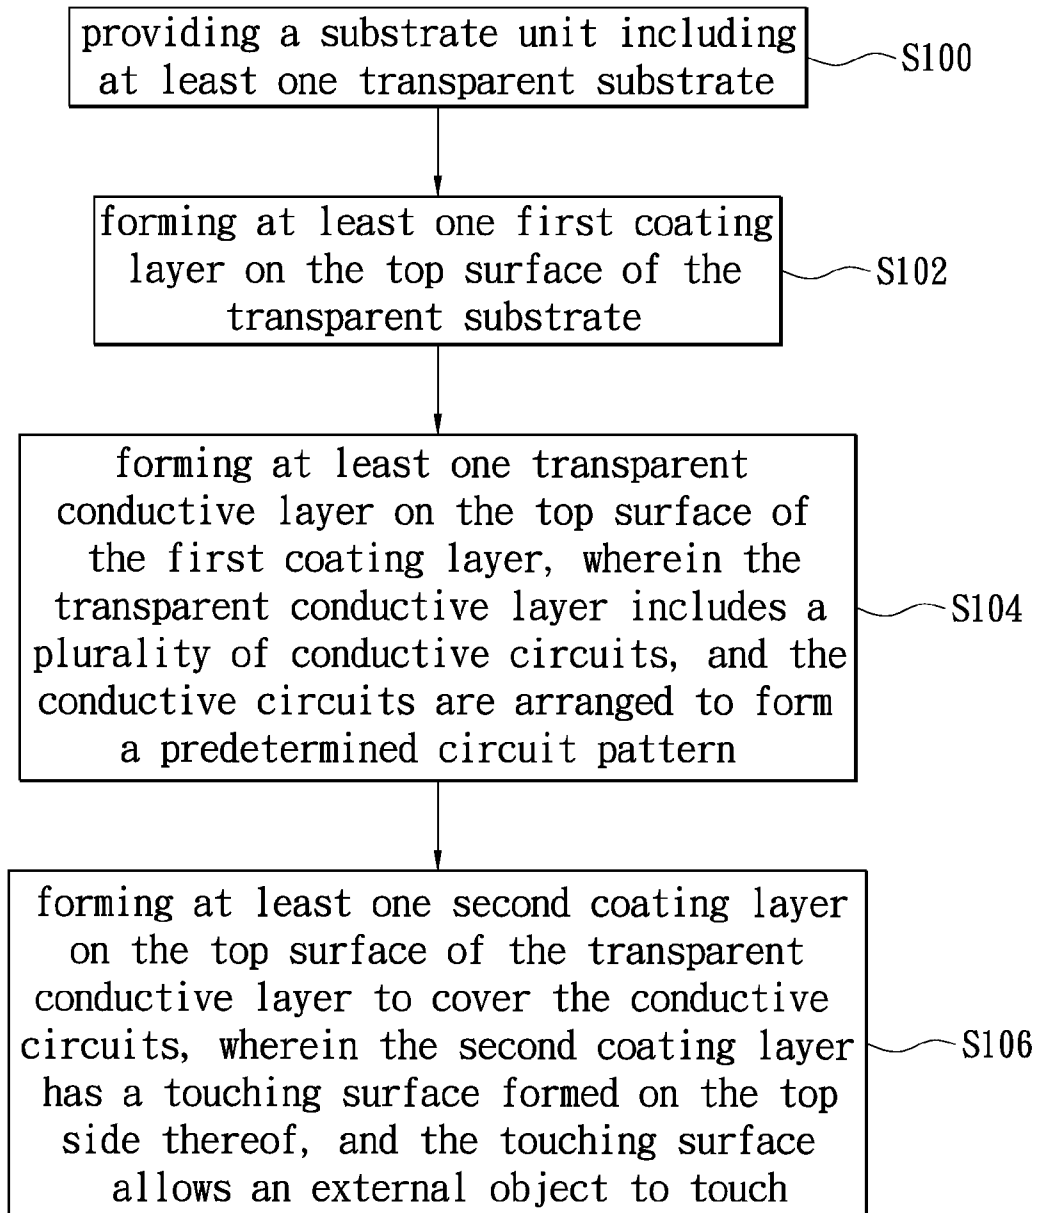 providing a substrate unit including
at least one transparent substrate
S100
forming at least one first coating
layer on the top surface of the
transparent substrate
S102
forming at least one transparent
conductive layer on the top surface of
the first coating layer, wherein the
transparent conductive layer includes a
plurality of conductive circuits, and the
conductive circuits are arranged to form
a predetermined circuit pattern
S104
forming at least one second coating layer
on the top surface of the transparent
conductive layer to cover the conductive
circuits, wherein the second coating layer
has a touching surface formed on the top
side thereof, and the touching surface
allows an external object to touch
S106